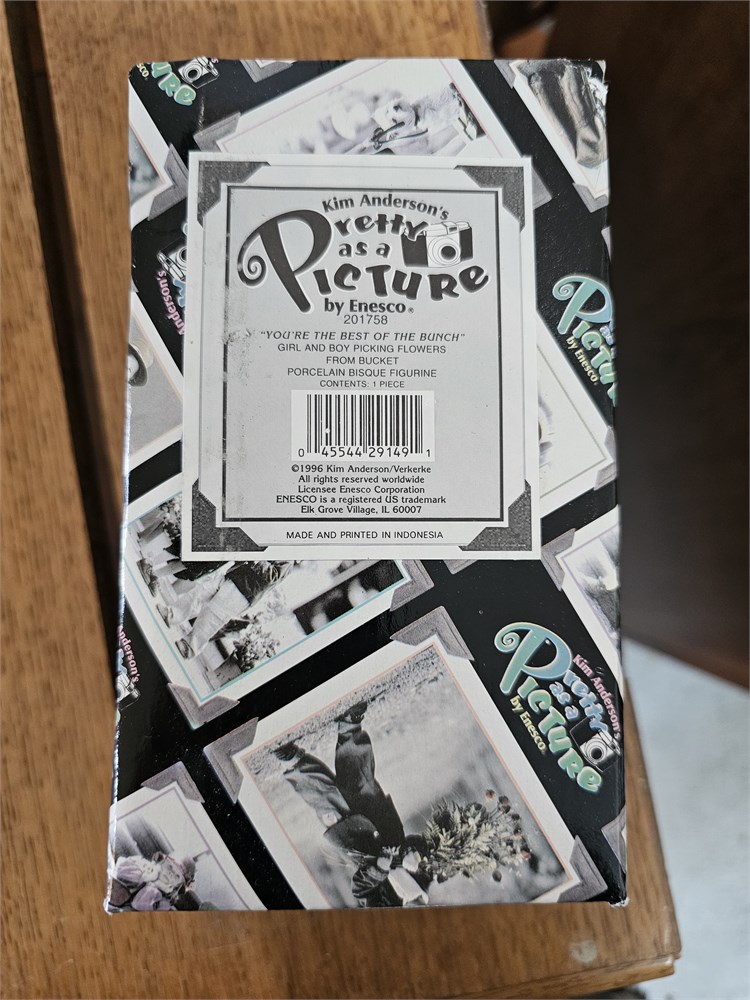 Kim Anderson's
Pretty
as a
PICTURE
by Enesco®
201758
"YOU'RE THE BEST OF THE BUNCH"
GIRL AND BOY PICKING FLOWERS
FROM BUCKET
PORCELAIN BISQUE FIGURINE
CONTENTS: 1 PIECE
0 45544 29149 1
©1996 Kim Anderson/Verkerke
All rights reserved worldwide
Licensee Enesco Corporation
ENESCO is a registered US trademark
Elk Grove Village, IL 60007
MADE AND PRINTED IN INDONESIA
Anderson's
by Enesco.
Kim Anderson's
Pretty
as a
PICTURE
by Enesco.
Anderson's